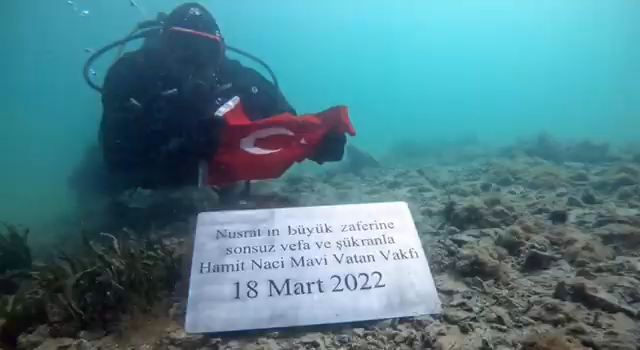 Nusrat ın büyük zaferine
sonsuz vefa ve şükranla
Hamit Naci Mavi Vatan Vakfı
18 Mart 2022